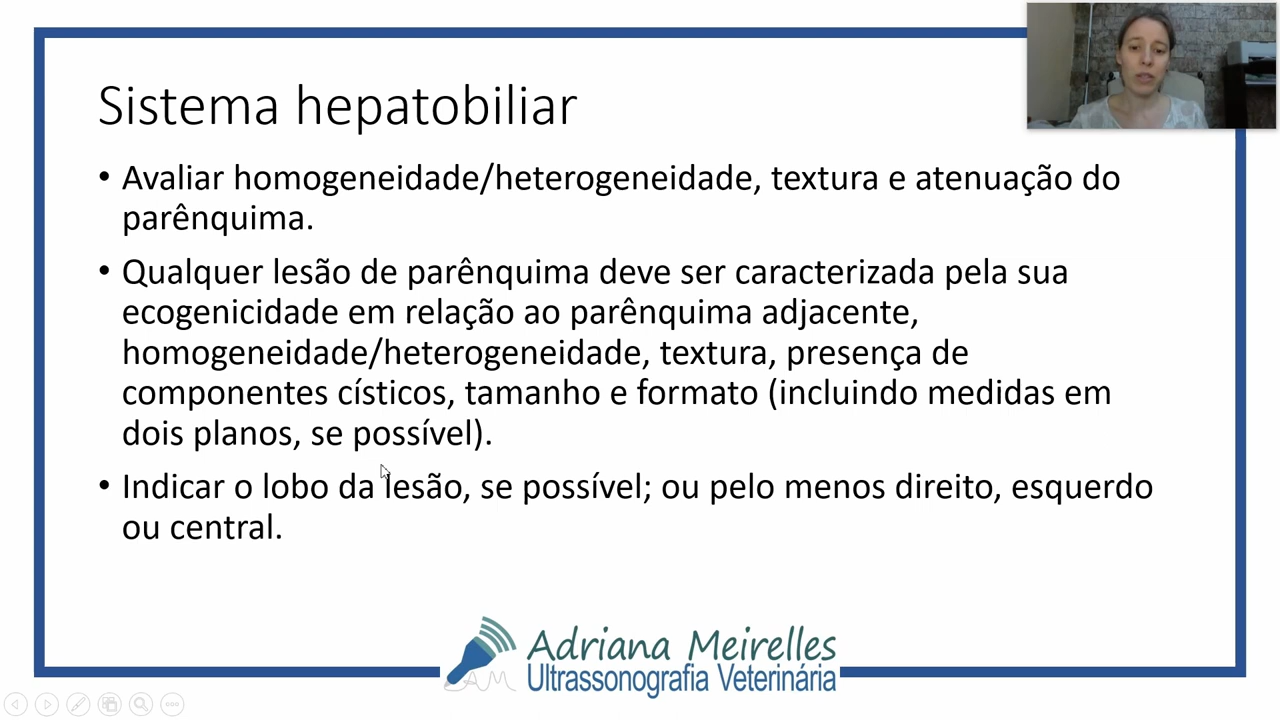 Sistema hepatobiliar
• Avaliar homogeneidade/heterogeneidade, textura e atenuação do
parênquima.
• Qualquer lesão de parênquima deve ser caracterizada pela sua
ecogenicidade em relação ao parênquima adjacente,
homogeneidade/heterogeneidade, textura, presença de
componentes císticos, tamanho e formato (incluindo medidas em
dois planos, se possível).
• Indicar o lobo da lesão, se possível; ou pelo menos direito, esquerdo
ou central.
Adriana Meirelles
AM Ultrassonografia Veterinária